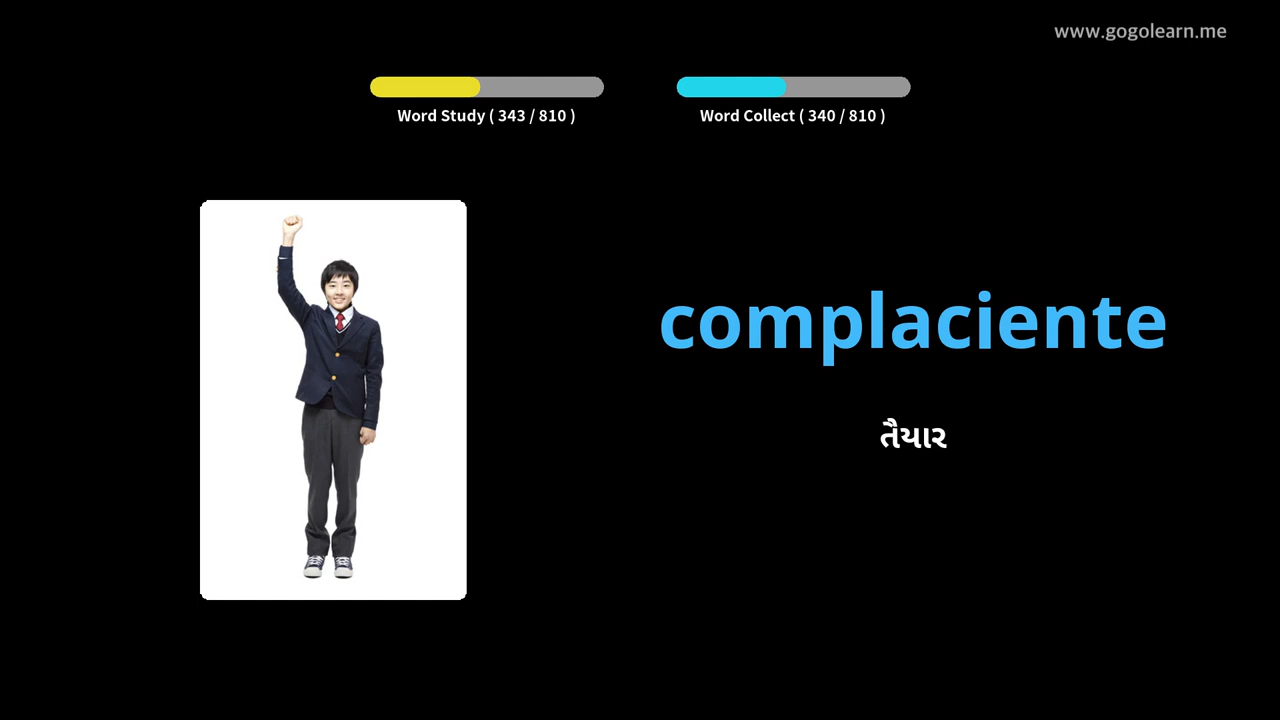 www.gogolearn.me
Word Study ( 343 / 810 )
Word Collect ( 340 / 810 )
complaciente
તૈયાર